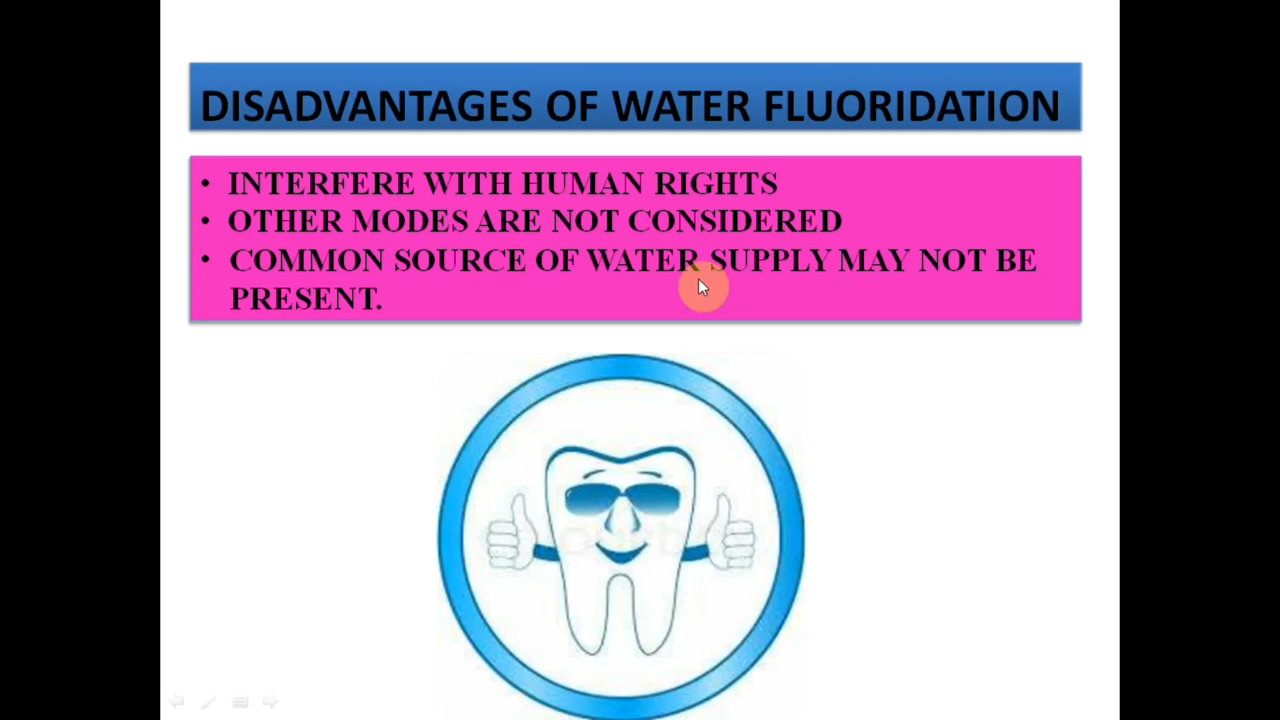 DISADVANTAGES OF WATER FLUORIDATION
• INTERFERE WITH HUMAN RIGHTS
• OTHER MODES ARE NOT CONSIDERED
• COMMON SOURCE OF WATER SUPPLY MAY NOT BE
PRESENT.